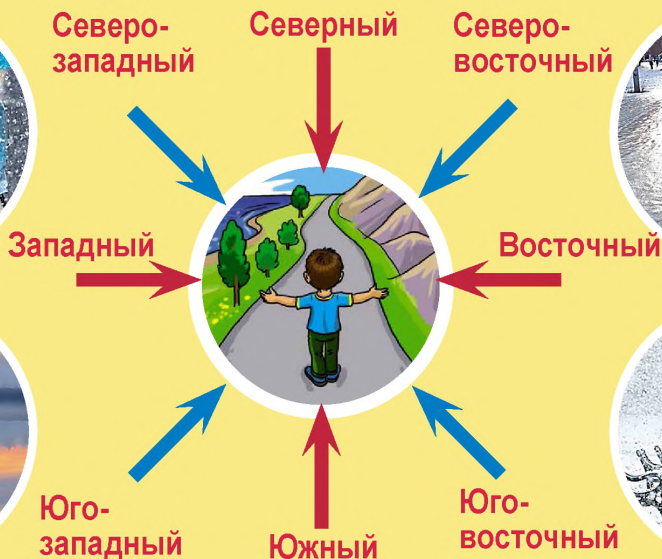 Северо-
западный
Северный
Северо-
восточный
Западный
Восточный
Юго-
западный
Южный
Юго-
восточный